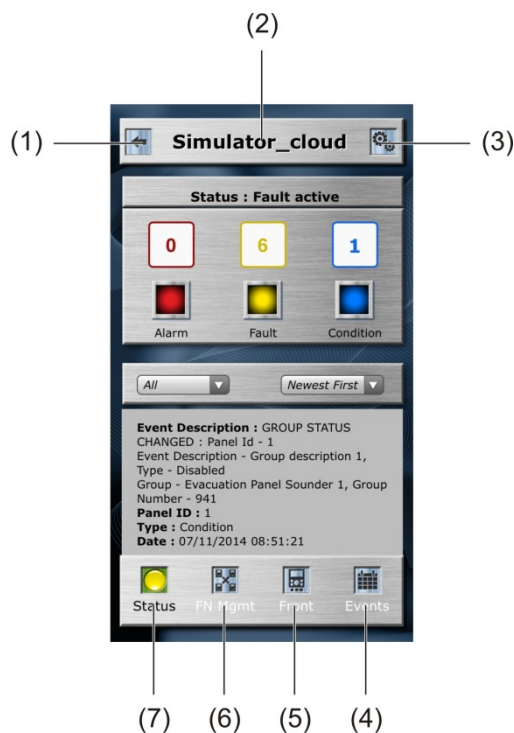 (2)
(1)
Simulator_cloud
(3)
Status : Fault active
0 6 1
Alarm Fault Condition
All Newest First
Event Description : GROUP STATUS
CHANGED : Panel Id - 1
Event Description - Group description 1,
Type - Disabled
Group - Evacuation Panel Sounder 1, Group
Number - 941
Panel ID : 1
Type : Condition
Date : 07/11/2014 08:51:21
Status FN Mgmt Front Events
(7) (6) (5) (4)